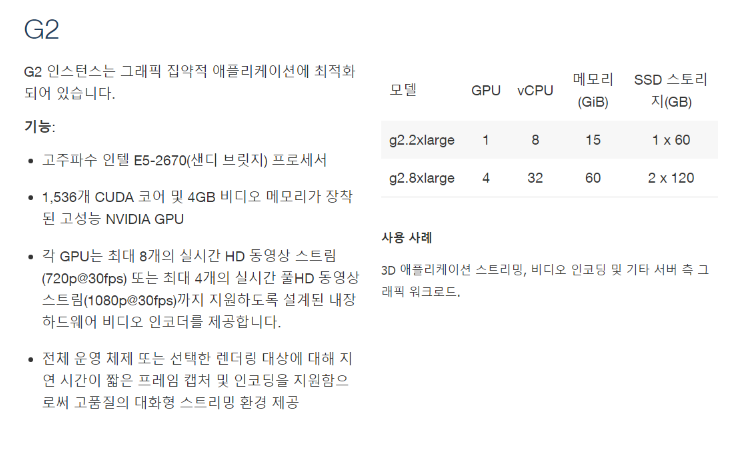 G2
G2 인스턴스는 그래픽 집약적 애플리케이션에 최적화
되어 있습니다.
기능:
고주파수 인텔 E5-2670(샌디 브릿지) 프로세서
1,536개 CUDA 코어 및 4GB 비디오 메모리가 장착
된 고성능 NVIDIA GPU
각 GPU는 최대 8개의 실시간 HD 동영상 스트림
(720p@30fps) 또는 최대 4개의 실시간 풀HD 동영상
스트림(1080p@30fps)까지 지원하도록 설계된 내장
하드웨어 비디오 인코더를 제공합니다.
전체 운영 체제 또는 선택한 렌더링 대상에 대해 지
연 시간이 짧은 프레임 캡처 및 인코딩을 지원함으
로써 고품질의 대화형 스트리밍 환경 제공
모델 GPU vCPU 메모리 (GiB) SSD 스토리지(GB)
g2.2xlarge 1 8 15 1 x 60
g2.8xlarge 4 32 60 2 x 120
사용 사례
3D 애플리케이션 스트리밍, 비디오 인코딩 및 기타 서버 측 그
래픽 워크로드.